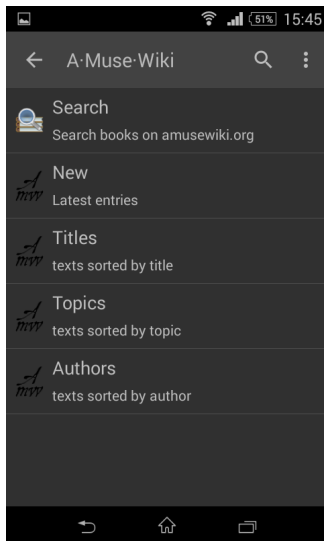 51% 15:45
A·Muse·Wiki
Search
Search books on amusewiki.org
New
Latest entries
Titles
texts sorted by title
Topics
texts sorted by topic
Authors
texts sorted by author